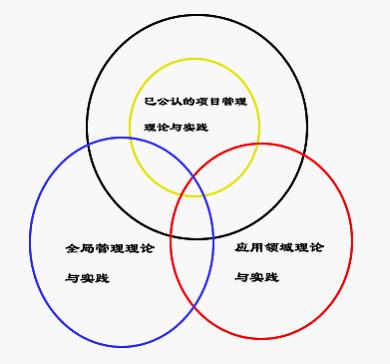 已公认的项目管理
理论与实践
全局管理理论
与实践
应用领域理论
与实践